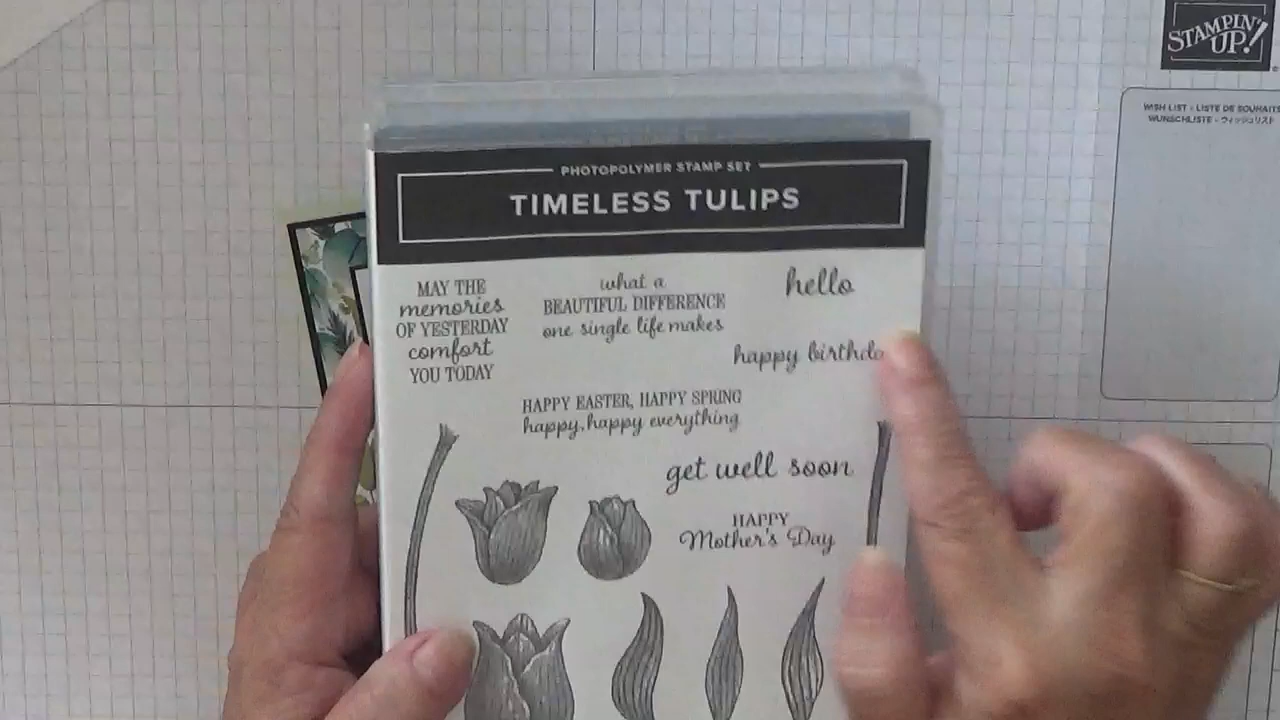 STAMPIN'
UP!
WISH LIST • LISTE DE SOUHAITS
WUNSCHLISTE • ウィッシュリスト
PHOTOPOLYMER STAMP SET
TIMELESS TULIPS
MAY THE
memories
OF YESTERDAY
comfort
YOU TODAY
what a
BEAUTIFUL DIFFERENCE
one single life makes
hello
happy birthda
HAPPY EASTER, HAPPY SPRING
happy, happy everything
get well soon
HAPPY
Mother's Day